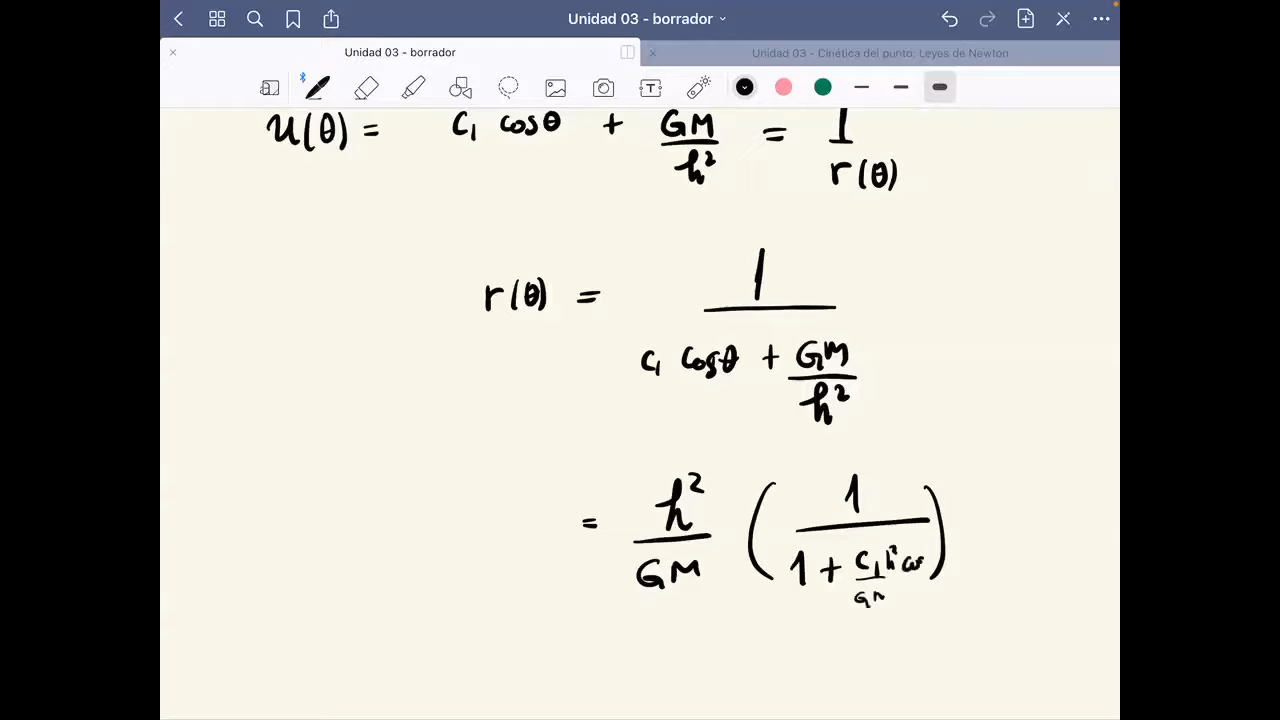 Unidad 03 - borrador
Unidad 03 - borrador
Unidad 03 - Cinética del punto; Leyes de Newton
u(θ) = C₁ cosθ + GM/h² = 1/r(θ)
r(θ) = 1/(C₁ cosθ + GM/h²)
= h²/GM (1/(1 + C₁h²/GM cos))